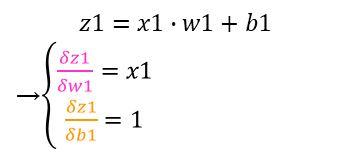 z1 = x1 · w1 + b1
→ { δz1/δw1 = x1
δz1/δb1 = 1